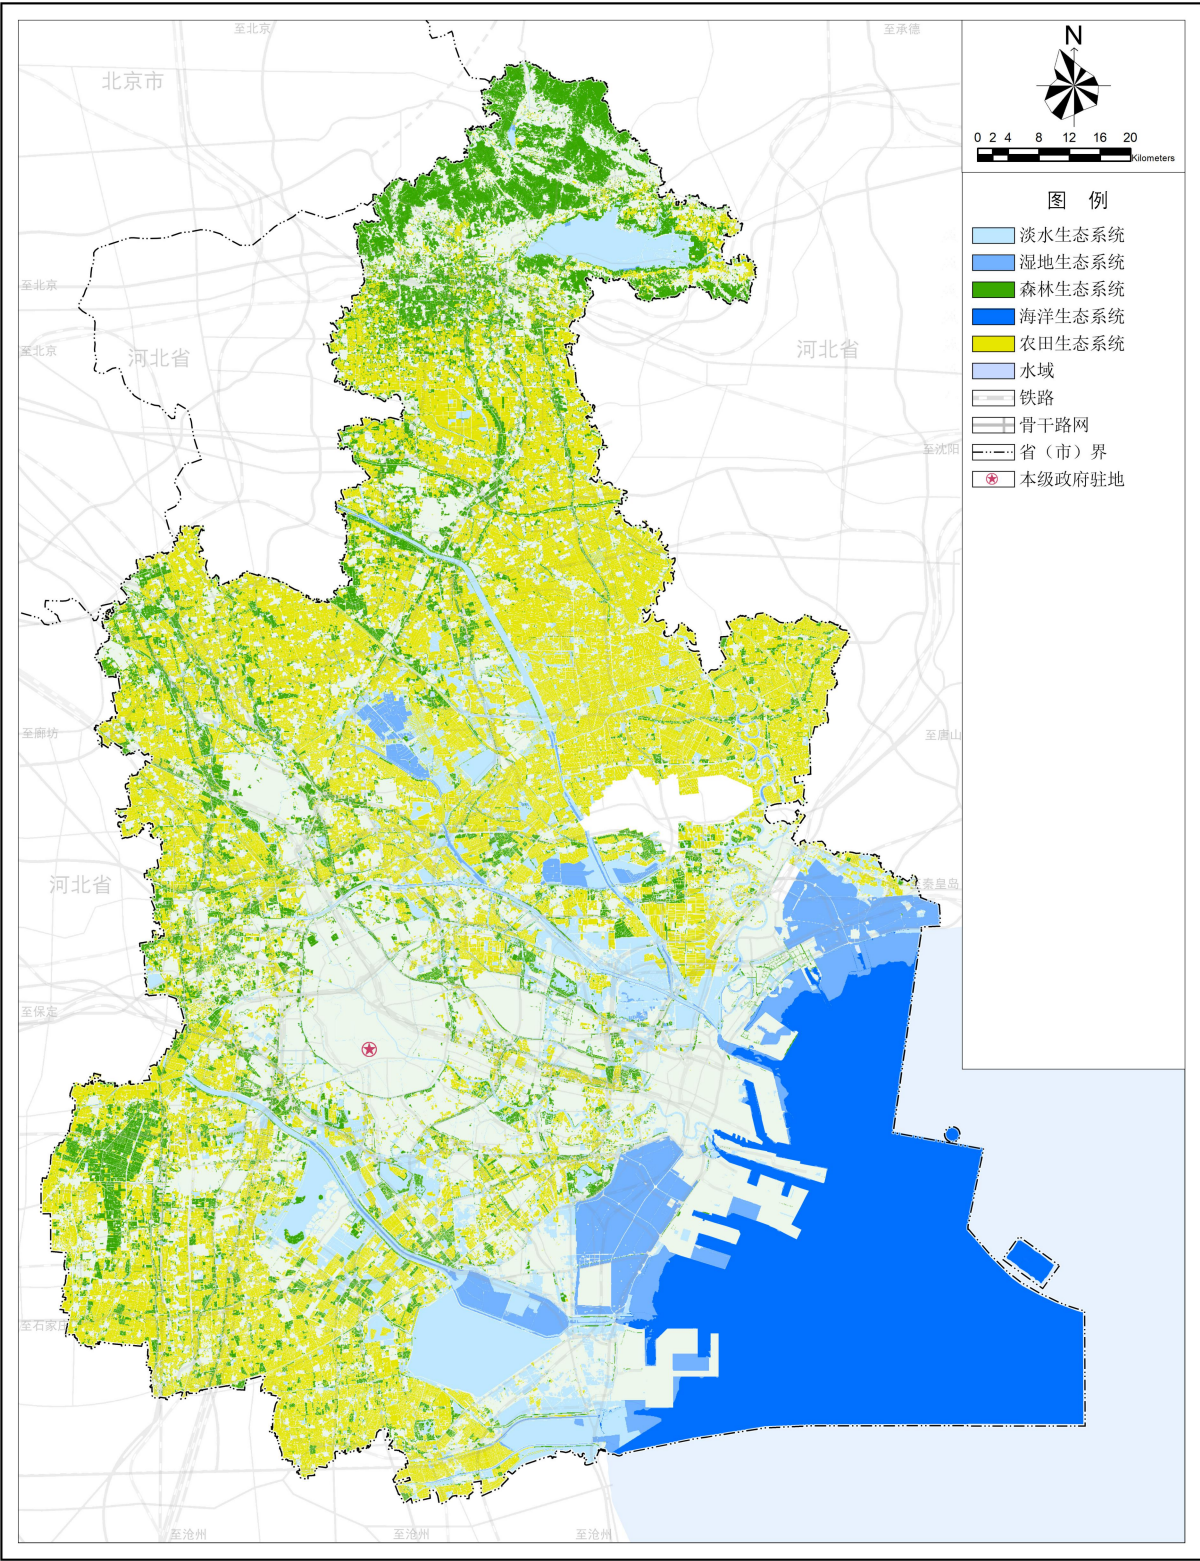 至北京
至承德
北京市
N
0 2 4 8 12 16 20
Kilometers
图 例
淡水生态系统
湿地生态系统
森林生态系统
海洋生态系统
农田生态系统
水域
铁路
骨干路网
省（市）界
本级政府驻地
至北京
至北京
河北省
河北省
至沈阳
至廊坊
至唐山
河北省
秦皇岛
至保定
至石家庄
至沧州
至沧州
至沧州